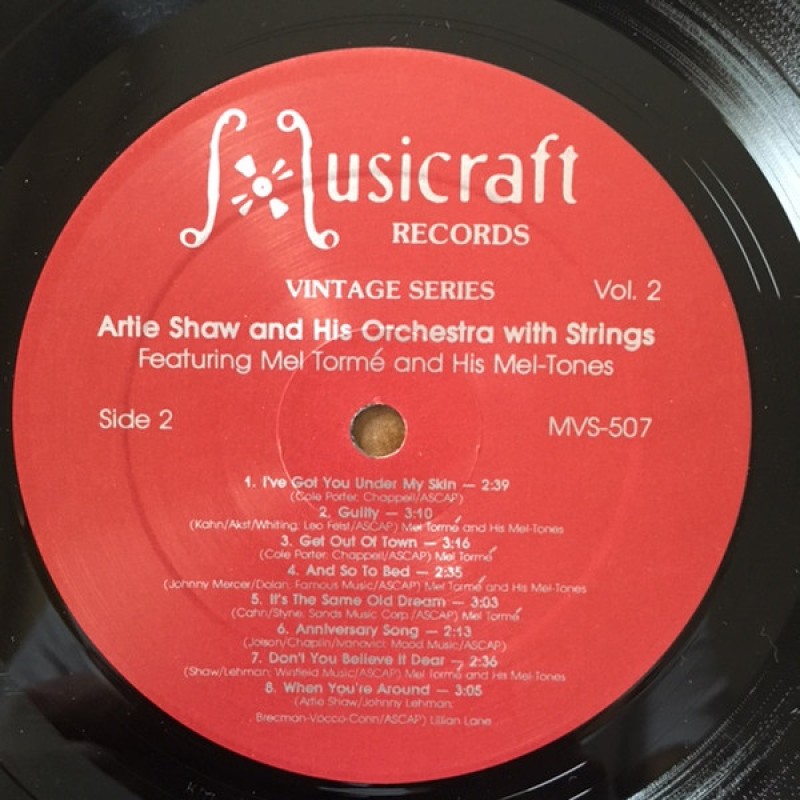 Musicraft
RECORDS
VINTAGE SERIES Vol. 2
Artie Shaw and His Orchestra with Strings
Featuring Mel Tormé and His Mel-Tones
Side 2 MVS-507
1. I've Got You Under My Skin — 2:39
(Cole Porter, Chappell/ASCAP)
2. Guilty — 3:10
(Kahn/Akst/Whiting; Leo Feist/ASCAP) Mel Tormé and His Mel-Tones
3. Get Out Of Town — 3:16
(Cole Porter; Chappell/ASCAP) Mel Tormé
4. And So To Bed — 2:35
(Johnny Mercer/Dolan; Famous Music/ASCAP) Mel Tormé and His Mel-Tones
5. It's The Same Old Dream — 3:03
(Cahn/Styne; Sands Music Corp./ASCAP) Mel Tormé
6. Anniversary Song — 2:13
(Jolson/Chaplin/Ivanovici; Mood Music/ASCAP)
7. Don't You Believe It Dear — 2:36
(Shaw/Lehman; Winfield Music/ASCAP) Mel Tormé and His Mel-Tones
8. When You're Around — 3:05
(Artie Shaw/Johnny Lehman;
Bregman-Vocco-Conn/ASCAP) Lillian Lane